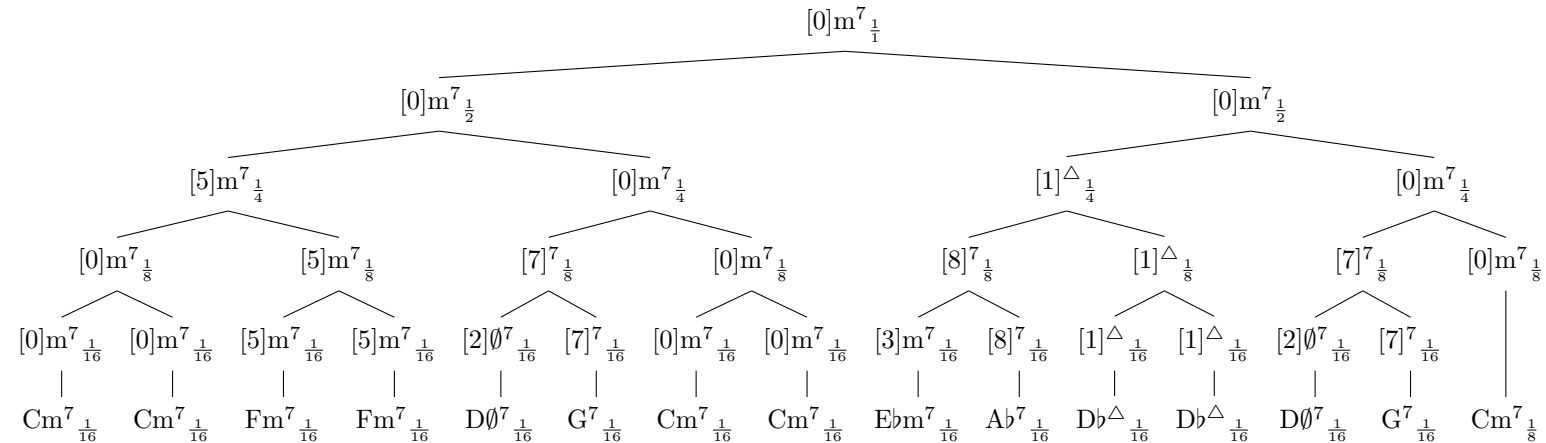 [0]m⁷ 1/1
[0]m⁷ 1/2 [0]m⁷ 1/2
[5]m⁷ 1/4 [0]m⁷ 1/4 [1]△ 1/4 [0]m⁷ 1/4
[0]m⁷ 1/8 [5]m⁷ 1/8 [7]⁷ 1/8 [0]m⁷ 1/8 [8]⁷ 1/8 [1]△ 1/8 [7]⁷ 1/8 [0]m⁷ 1/8
[0]m⁷ 1/16 [0]m⁷ 1/16 [5]m⁷ 1/16 [5]m⁷ 1/16 [2]∅⁷ 1/16 [7]⁷ 1/16 [0]m⁷ 1/16 [0]m⁷ 1/16 [3]m⁷ 1/16 [8]⁷ 1/16 [1]△ 1/16 [1]△ 1/16 [2]∅⁷ 1/16 [7]⁷ 1/16
Cm⁷ 1/16 Cm⁷ 1/16 Fm⁷ 1/16 Fm⁷ 1/16 D∅⁷ 1/16 G⁷ 1/16 Cm⁷ 1/16 Cm⁷ 1/16 E♭m⁷ 1/16 A♭⁷ 1/16 D♭△ 1/16 D♭△ 1/16 D∅⁷ 1/16 G⁷ 1/16 Cm⁷ 1/8